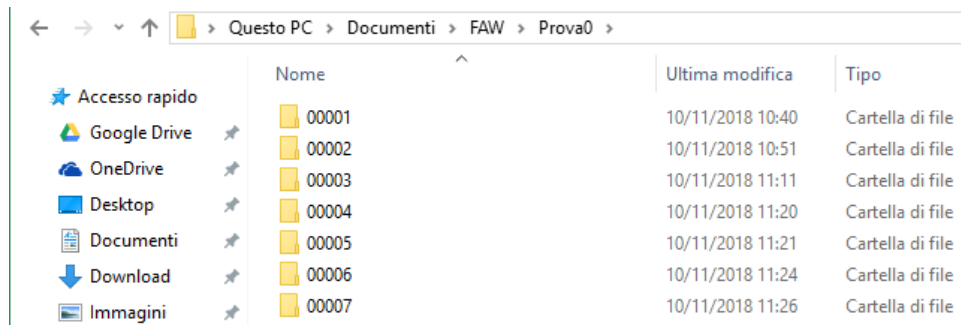 Questo PC > Documenti > FAW > Prova0 >
Nome Ultima modifica Tipo
Accesso rapido
00001 10/11/2018 10:40 Cartella di file
Google Drive
00002 10/11/2018 10:51 Cartella di file
OneDrive
00003 10/11/2018 11:11 Cartella di file
Desktop
00004 10/11/2018 11:20 Cartella di file
Documenti
00005 10/11/2018 11:21 Cartella di file
Download
00006 10/11/2018 11:24 Cartella di file
Immagini
00007 10/11/2018 11:26 Cartella di file